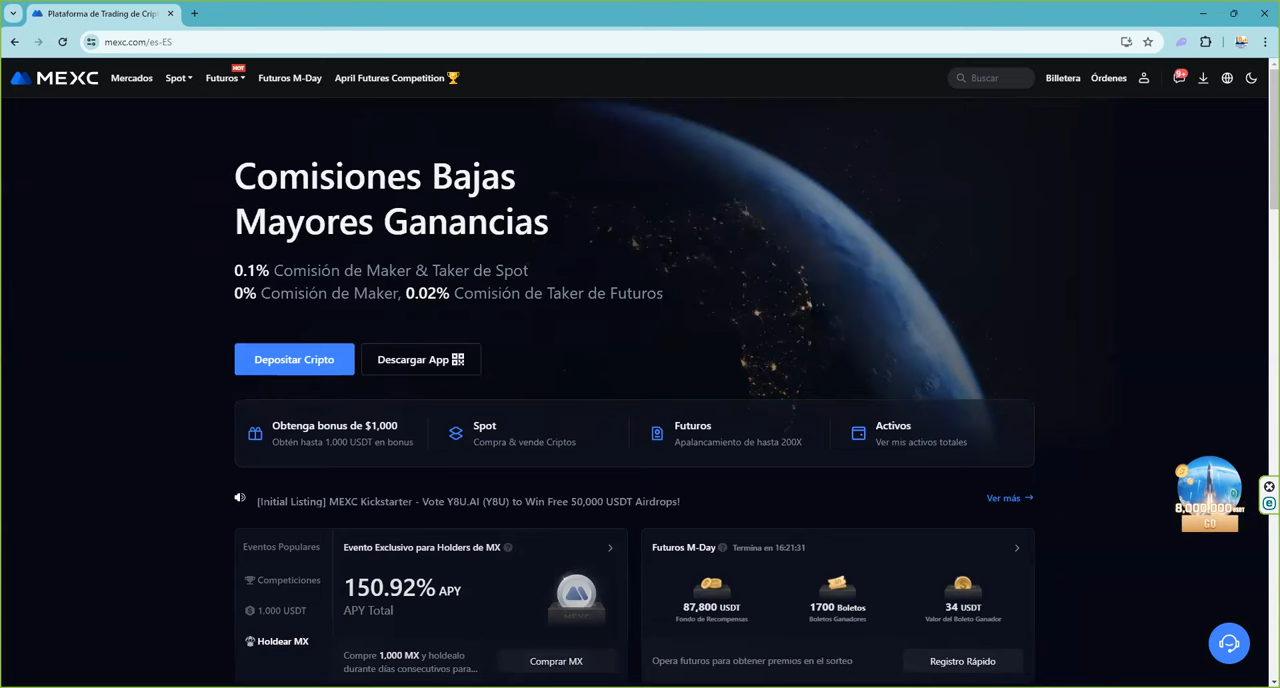 Plataforma de Trading de Crip
mexc.com/es-ES
MEXC
Mercados
Spot
HOT
Futuros
Futuros M-Day
April Futures Competition
Buscar
Billetera
Órdenes
9+
Comisiones Bajas
Mayores Ganancias
0.1% Comisión de Maker & Taker de Spot
0% Comisión de Maker, 0.02% Comisión de Taker de Futuros
Depositar Cripto
Descargar App
Obtenga bonus de $1,000
Obtén hasta 1.000 USDT en bonus
Spot
Compra & vende Criptos
Futuros
Apalancamiento de hasta 200X
Activos
Ver mis activos totales
[Initial Listing] MEXC Kickstarter - Vote Y8U.AI (Y8U) to Win Free 50,000 USDT Airdrops!
Ver más
8,000,000 USDT
GO
Eventos Populares
Competiciones
1,000 USDT
Holdear MX
Evento Exclusivo para Holders de MX
150.92% APY
APY Total
MEXC
Compre 1,000 MX y holdealo
durante días consecutivos para...
Comprar MX
Futuros M-Day
Termina en 16:21:31
87,800 USDT
Fondo de Recompensas
1700 Boletos
Boletos Ganadores
34 USDT
Valor del Boleto Ganador
Opera futuros para obtener premios en el sorteo
Registro Rápido